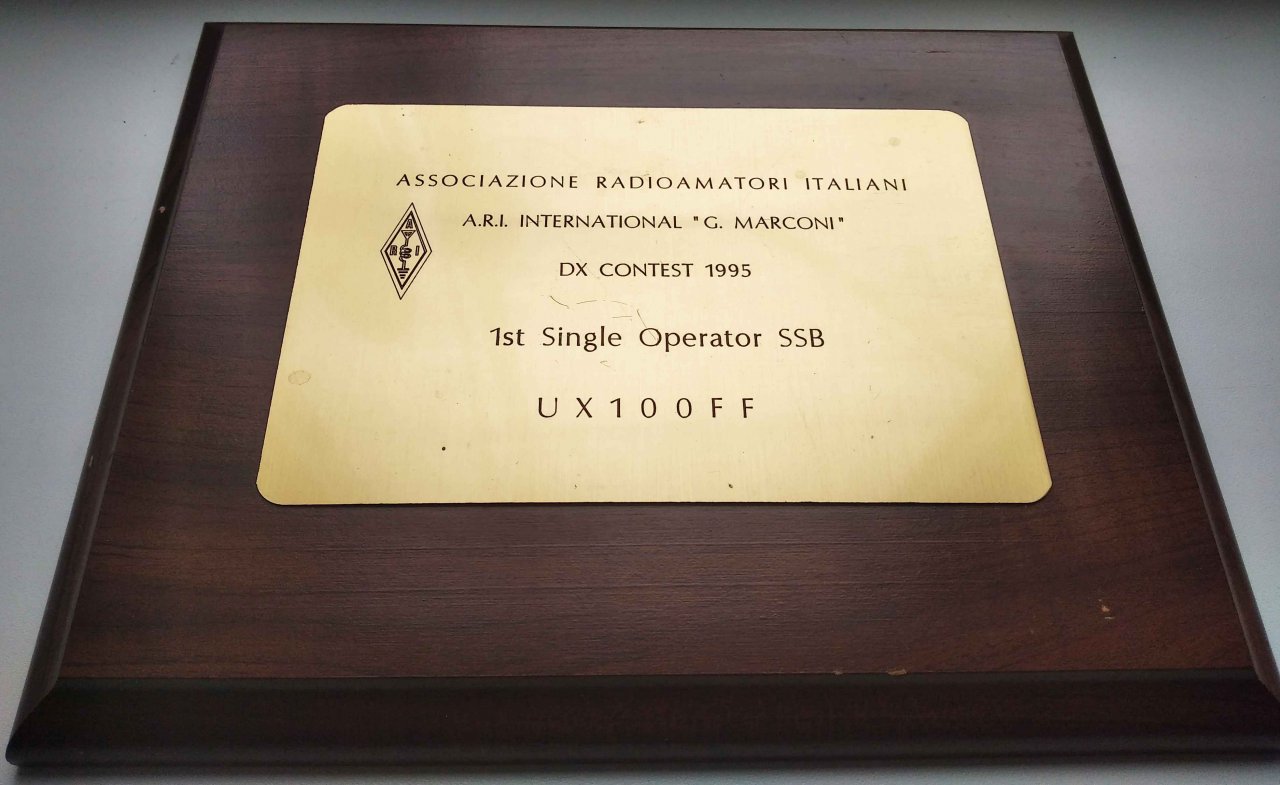 ASSOCIAZIONE RADIOAMATORI ITALIANI
A.R.I. INTERNATIONAL "G. MARCONI"
A
R I
DX CONTEST 1995
1st Single Operator SSB
UX100FF